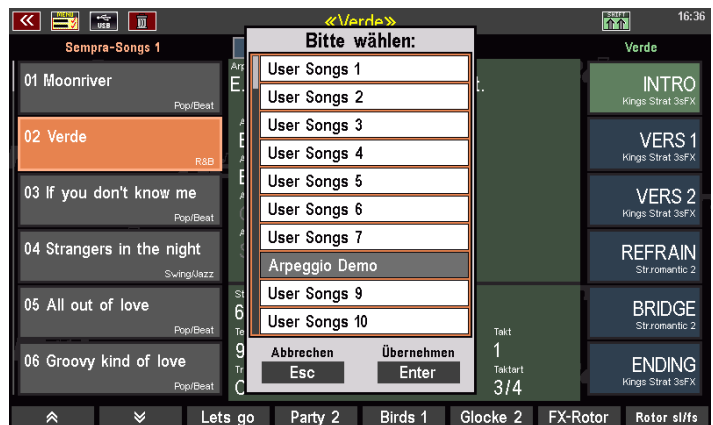 MENU
USB
«Verde»
SHIFT
16:36
Sempra-Songs 1
Verde
01 Moonriver
Pop/Beat
02 Verde
R&B
03 If you don't know me
Pop/Beat
04 Strangers in the night
Swing/Jazz
05 All out of love
Pop/Beat
06 Groovy kind of love
Pop/Beat
Bitte wählen:
User Songs 1
User Songs 2
User Songs 3
User Songs 4
User Songs 5
User Songs 6
User Songs 7
Arpeggio Demo
User Songs 9
User Songs 10
Abbrechen
Übernehmen
Esc
Enter
Takt
1
Taktart
3/4
INTRO
Kings Strat 3sFX
VERS 1
Kings Strat 3sFX
VERS 2
Kings Strat 3sFX
REFRAIN
Str.romantic 2
BRIDGE
Str.romantic 2
ENDING
Kings Strat 3sFX
Lets go
Party 2
Birds 1
Glocke 2
FX-Rotor
Rotor sl/fs